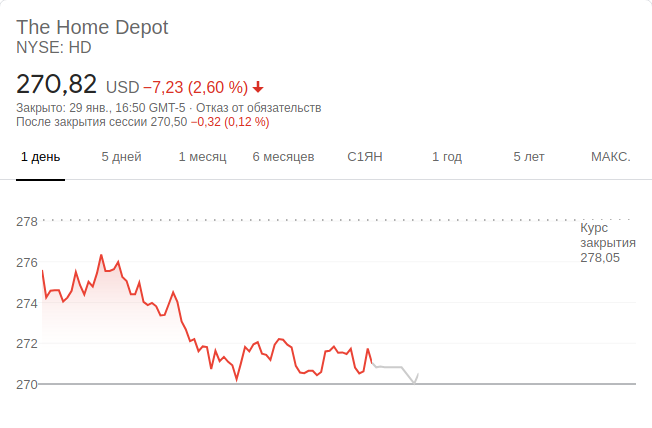 The Home Depot
NYSE: HD
270,82 USD −7,23 (2,60 %)
Закрыто: 29 янв., 16:50 GMT-5 · Отказ от обязательств
После закрытия сессии 270,50 −0,32 (0,12 %)
1 день 5 дней 1 месяц 6 месяцев С1ЯН 1 год 5 лет МАКС.
278
Курс
закрытия
278,05
276
274
272
270